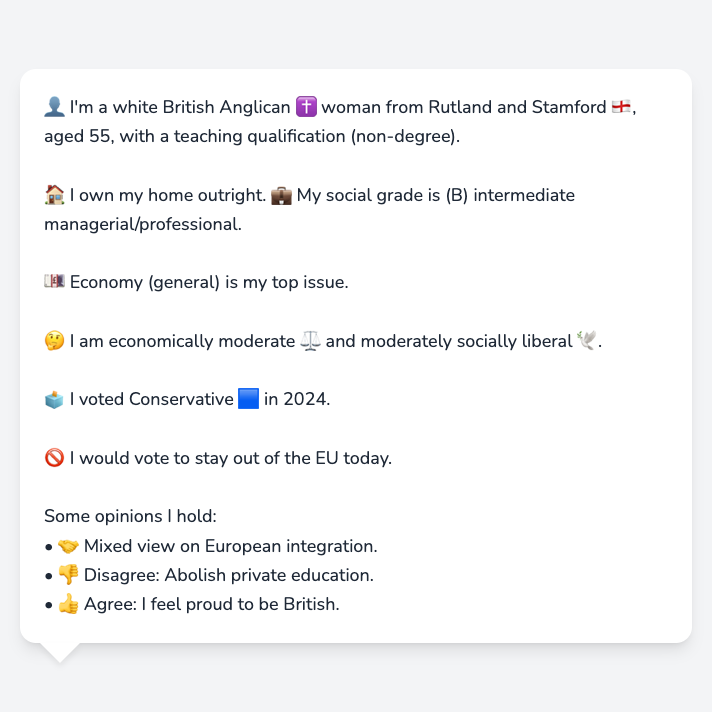 👤 I'm a white British Anglican ✝️ woman from Rutland and Stamford 🏴󠁧󠁢󠁥󠁮󠁧󠁿,
aged 55, with a teaching qualification (non-degree).
🏠 I own my home outright. 💼 My social grade is (B) intermediate
managerial/professional.
💷 Economy (general) is my top issue.
🤔 I am economically moderate ⚖️ and moderately socially liberal 🕊️.
🗳️ I voted Conservative 🟦 in 2024.
🚫 I would vote to stay out of the EU today.
Some opinions I hold:
• 🤝 Mixed view on European integration.
• 👎 Disagree: Abolish private education.
• 👍 Agree: I feel proud to be British.